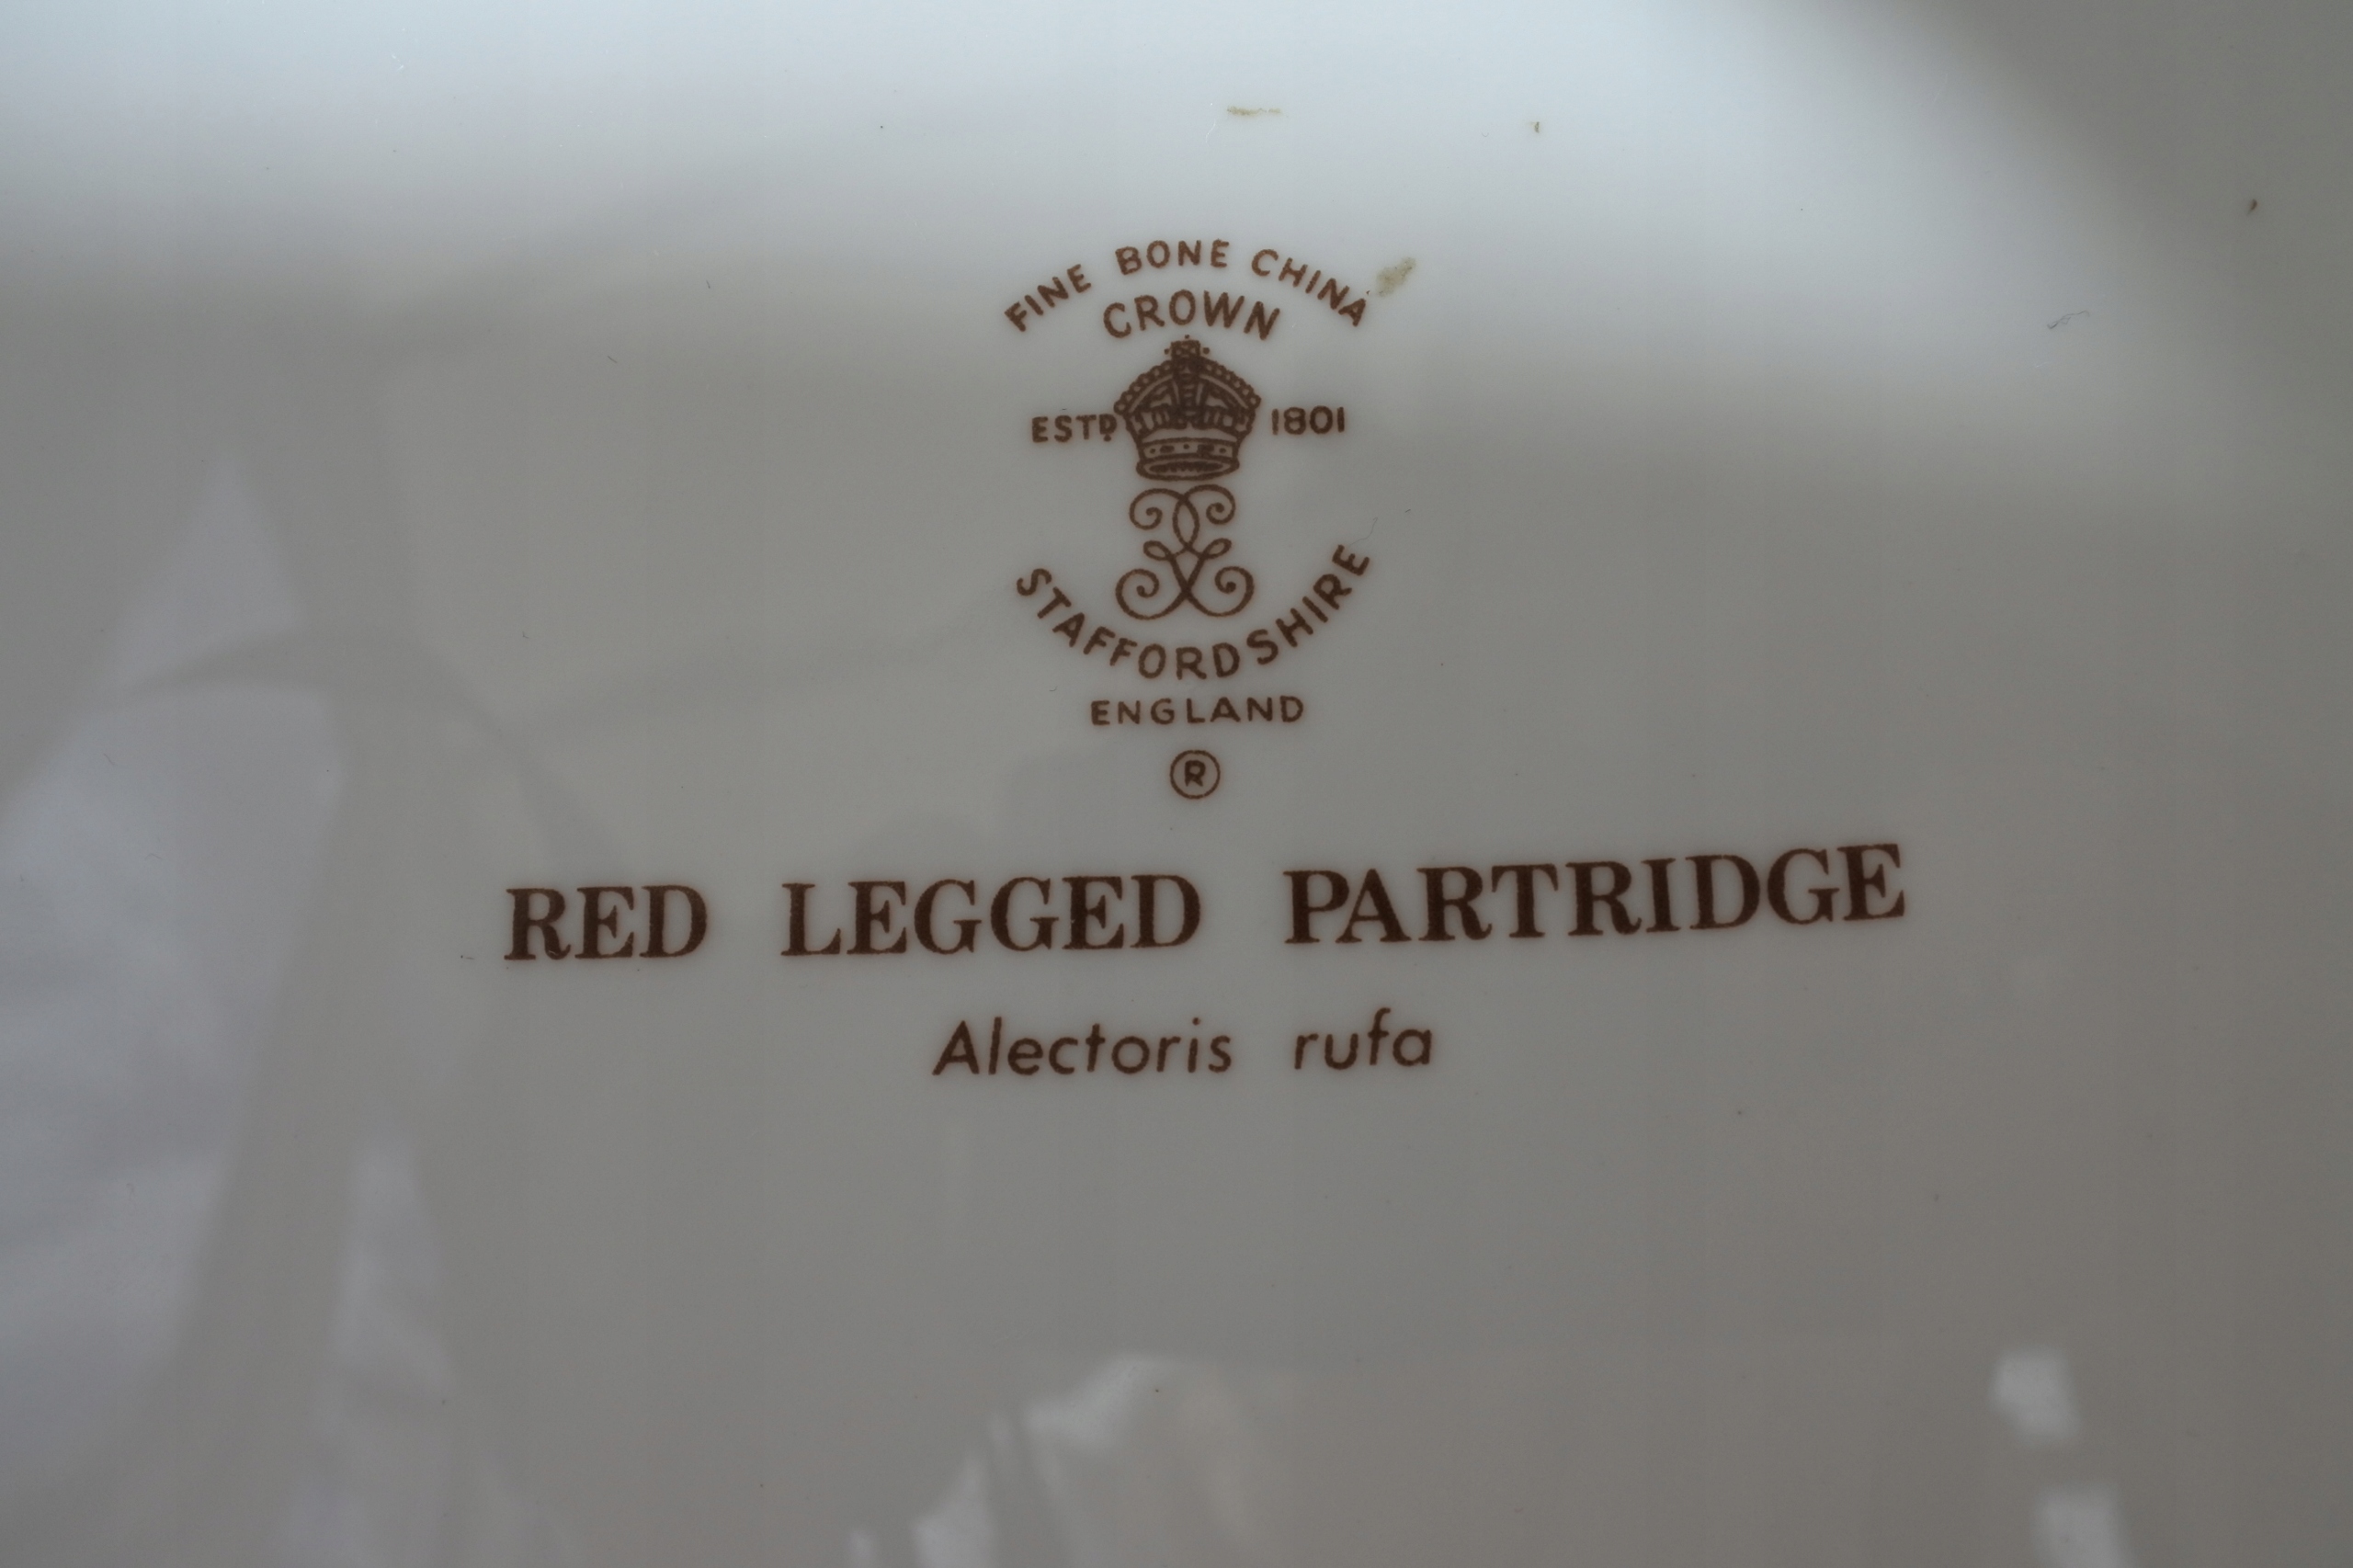 FINE BONE CHINA
CROWN
ESTD 1801
STAFFORDSHIRE
ENGLAND
®
RED LEGGED PARTRIDGE
Alectoris rufa